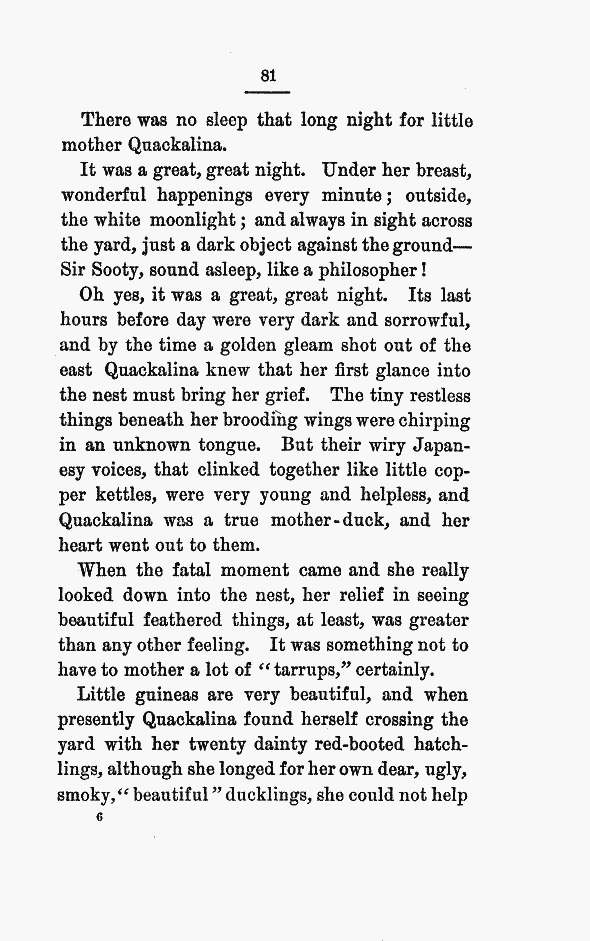 81
There was no sleep that long night for little
mother Quackalina.
It was a great, great night. Under her breast,
wonderful happenings every minute; outside,
the white moonlight; and always in sight across
the yard, just a dark object against the ground—
Sir Sooty, sound asleep, like a philosopher!
Oh yes, it was a great, great night. Its last
hours before day were very dark and sorrowful,
and by the time a golden gleam shot out of the
east Quackalina knew that her first glance into
the nest must bring her grief. The tiny restless
things beneath her brooding wings were chirping
in an unknown tongue. But their wiry Japan-
esy voices, that clinked together like little cop-
per kettles, were very young and helpless, and
Quackalina was a true mother-duck, and her
heart went out to them.
When the fatal moment came and she really
looked down into the nest, her relief in seeing
beautiful feathered things, at least, was greater
than any other feeling. It was something not to
have to mother a lot of “tarrups,” certainly.
Little guineas are very beautiful, and when
presently Quackalina found herself crossing the
yard with her twenty dainty red-booted hatch-
lings, although she longed for her own dear, ugly,
smoky, “beautiful” ducklings, she could not help
6